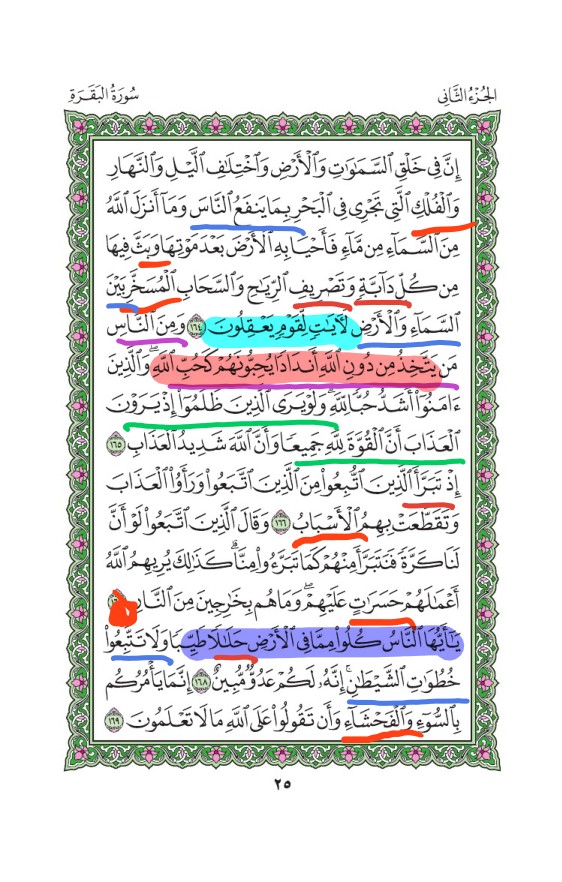 الجُزْءُ الثَّانِي
سُورَةُ البَقَرَةِ
إِنَّ فِي خَلْقِ ٱلسَّمَٰوَٰتِ وَٱلْأَرْضِ وَٱخْتِلَٰفِ ٱلَّيْلِ وَٱلنَّهَارِ
وَٱلْفُلْكِ ٱلَّتِي تَجْرِي فِي ٱلْبَحْرِ بِمَا يَنفَعُ ٱلنَّاسَ وَمَآ أَنزَلَ ٱللَّهُ
مِنَ ٱلسَّمَآءِ مِن مَّآءٍ فَأَحْيَا بِهِ ٱلْأَرْضَ بَعْدَ مَوْتِهَا وَبَثَّ فِيهَا
مِن كُلِّ دَآبَّةٍ وَتَصْرِيفِ ٱلرِّيَٰحِ وَٱلسَّحَابِ ٱلْمُسَخَّرِ بَيْنَ
ٱلسَّمَآءِ وَٱلْأَرْضِ لَأٓيَٰتٍ لِّقَوْمٍ يَعْقِلُونَ ١٦٤ وَمِنَ ٱلنَّاسِ
مَن يَتَّخِذُ مِن دُونِ ٱللَّهِ أَندَادًا يُحِبُّونَهُمْ كَحُبِّ ٱللَّهِۖ وَٱلَّذِينَ
ءَامَنُوٓا۟ أَشَدُّ حُبًّا لِّلَّهِۗ وَلَوْ يَرَى ٱلَّذِينَ ظَلَمُوٓا۟ إِذْ يَرَوْنَ
ٱلْعَذَابَ أَنَّ ٱلْقُوَّةَ لِلَّهِ جَمِيعًا وَأَنَّ ٱللَّهَ شَدِيدُ ٱلْعَذَابِ ١٦٥
إِذْ تَبَرَّأَ ٱلَّذِينَ ٱتُّبِعُوا۟ مِنَ ٱلَّذِينَ ٱتَّبَعُوا۟ وَرَأَوُا۟ ٱلْعَذَابَ
وَتَقَطَّعَتْ بِهِمُ ٱلْأَسْبَابُ ١٦٦ وَقَالَ ٱلَّذِينَ ٱتَّبَعُوا۟ لَوْ أَنَّ
لَنَا كَرَّةً فَنَتَبَرَّأَ مِنْهُمْ كَمَا تَبَرَّءُوا۟ مِنَّاۗ كَذَٰلِكَ يُرِيهِمُ ٱللَّهُ
أَعْمَٰلَهُمْ حَسَرَٰتٍ عَلَيْهِمْۖ وَمَا هُم بِخَٰرِجِينَ مِنَ ٱلنَّارِ
يَٰٓأَيُّهَا ٱلنَّاسُ كُلُوا۟ مِمَّا فِي ٱلْأَرْضِ حَلَٰلًا طَيِّبًا وَلَا تَتَّبِعُوا۟
خُطُوَٰتِ ٱلشَّيْطَٰنِۚ إِنَّهُۥ لَكُمْ عَدُوٌّ مُّبِينٌ ١٦٨ إِنَّمَا يَأْمُرُكُم
بِٱلسُّوٓءِ وَٱلْفَحْشَآءِ وَأَن تَقُولُوا۟ عَلَى ٱللَّهِ مَا لَا تَعْلَمُونَ ١٦٩
٢٥